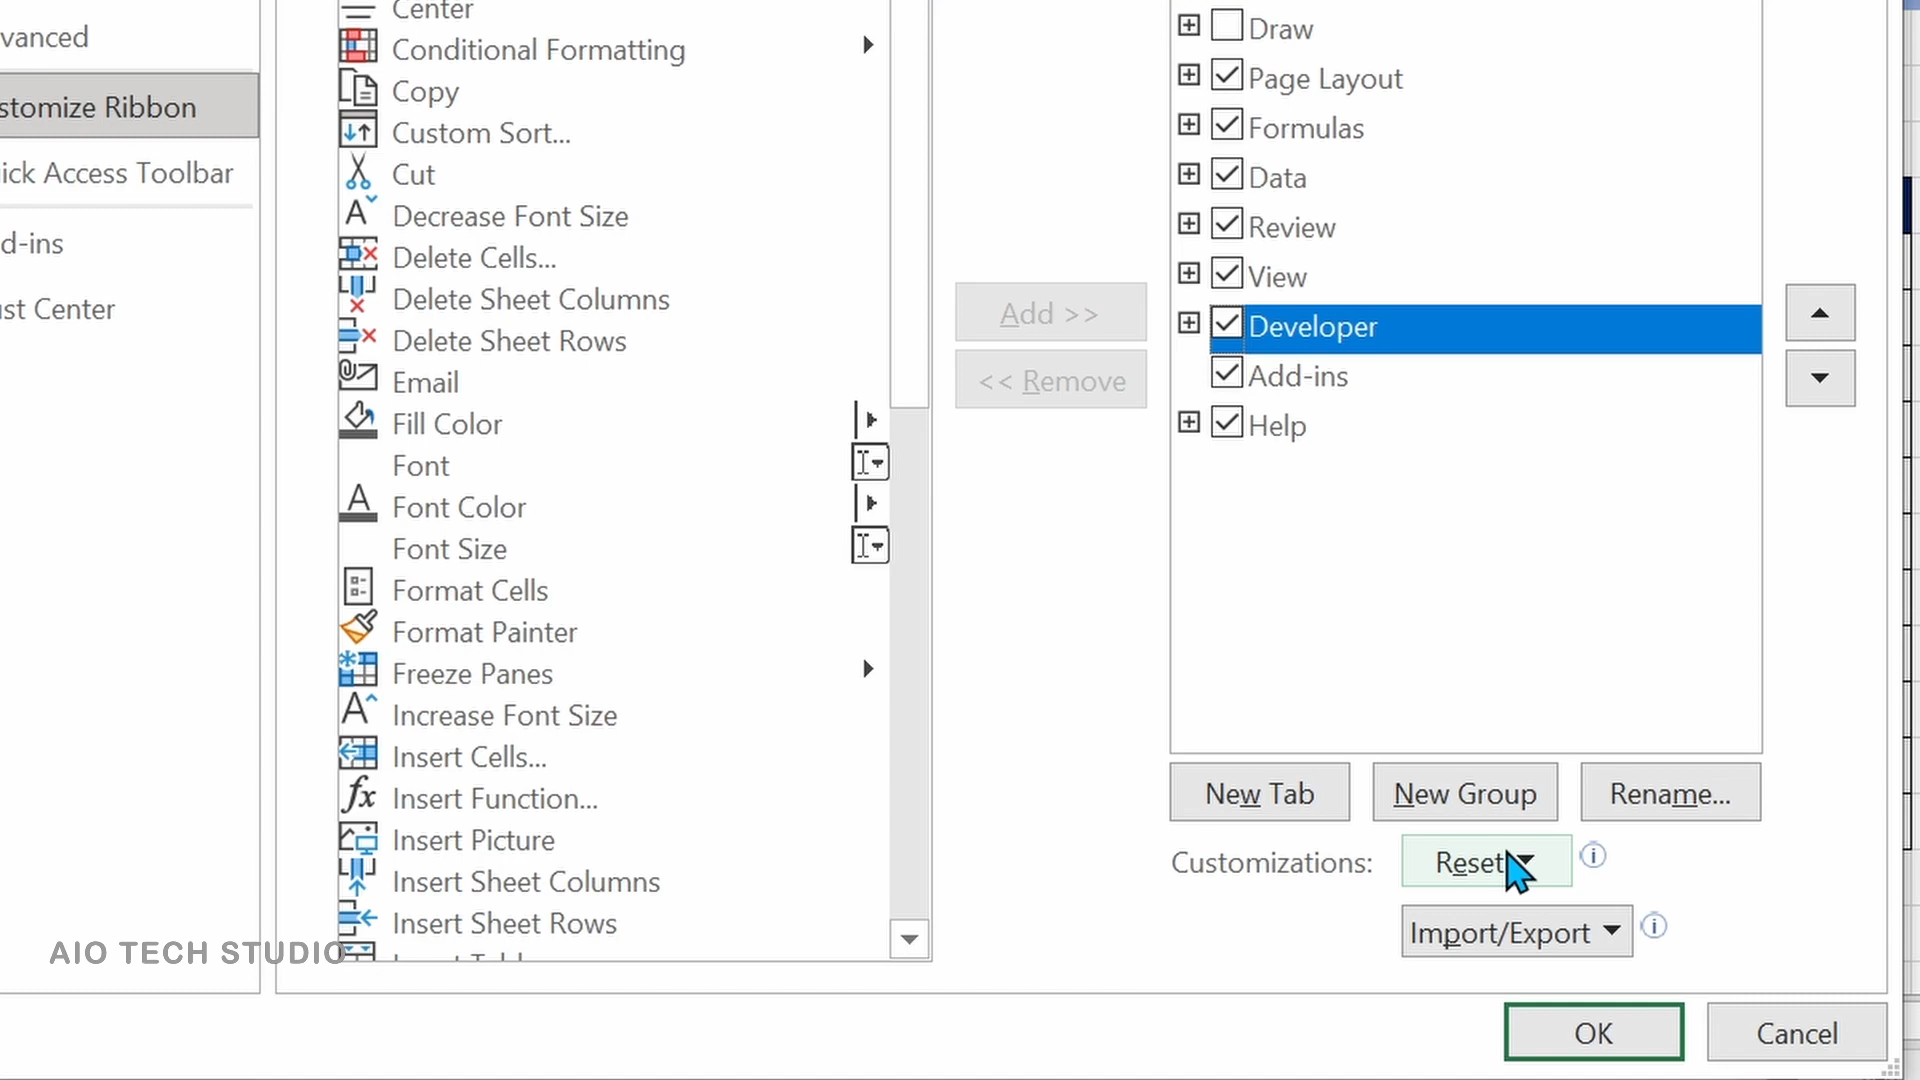 vanced
stomize Ribbon
ick Access Toolbar
d-ins
ust Center
Center
Conditional Formatting
Copy
Custom Sort...
Cut
Decrease Font Size
Delete Cells...
Delete Sheet Columns
Delete Sheet Rows
Email
Fill Color
Font
Font Color
Font Size
Format Cells
Format Painter
Freeze Panes
Increase Font Size
Insert Cells...
Insert Function...
Insert Picture
Insert Sheet Columns
Insert Sheet Rows
Add >>
<< Remove
Draw
Page Layout
Formulas
Data
Review
View
Developer
Add-ins
Help
New Tab
New Group
Rename...
Customizations:
Reset
Import/Export
OK
Cancel
AIO TECH STUDIO